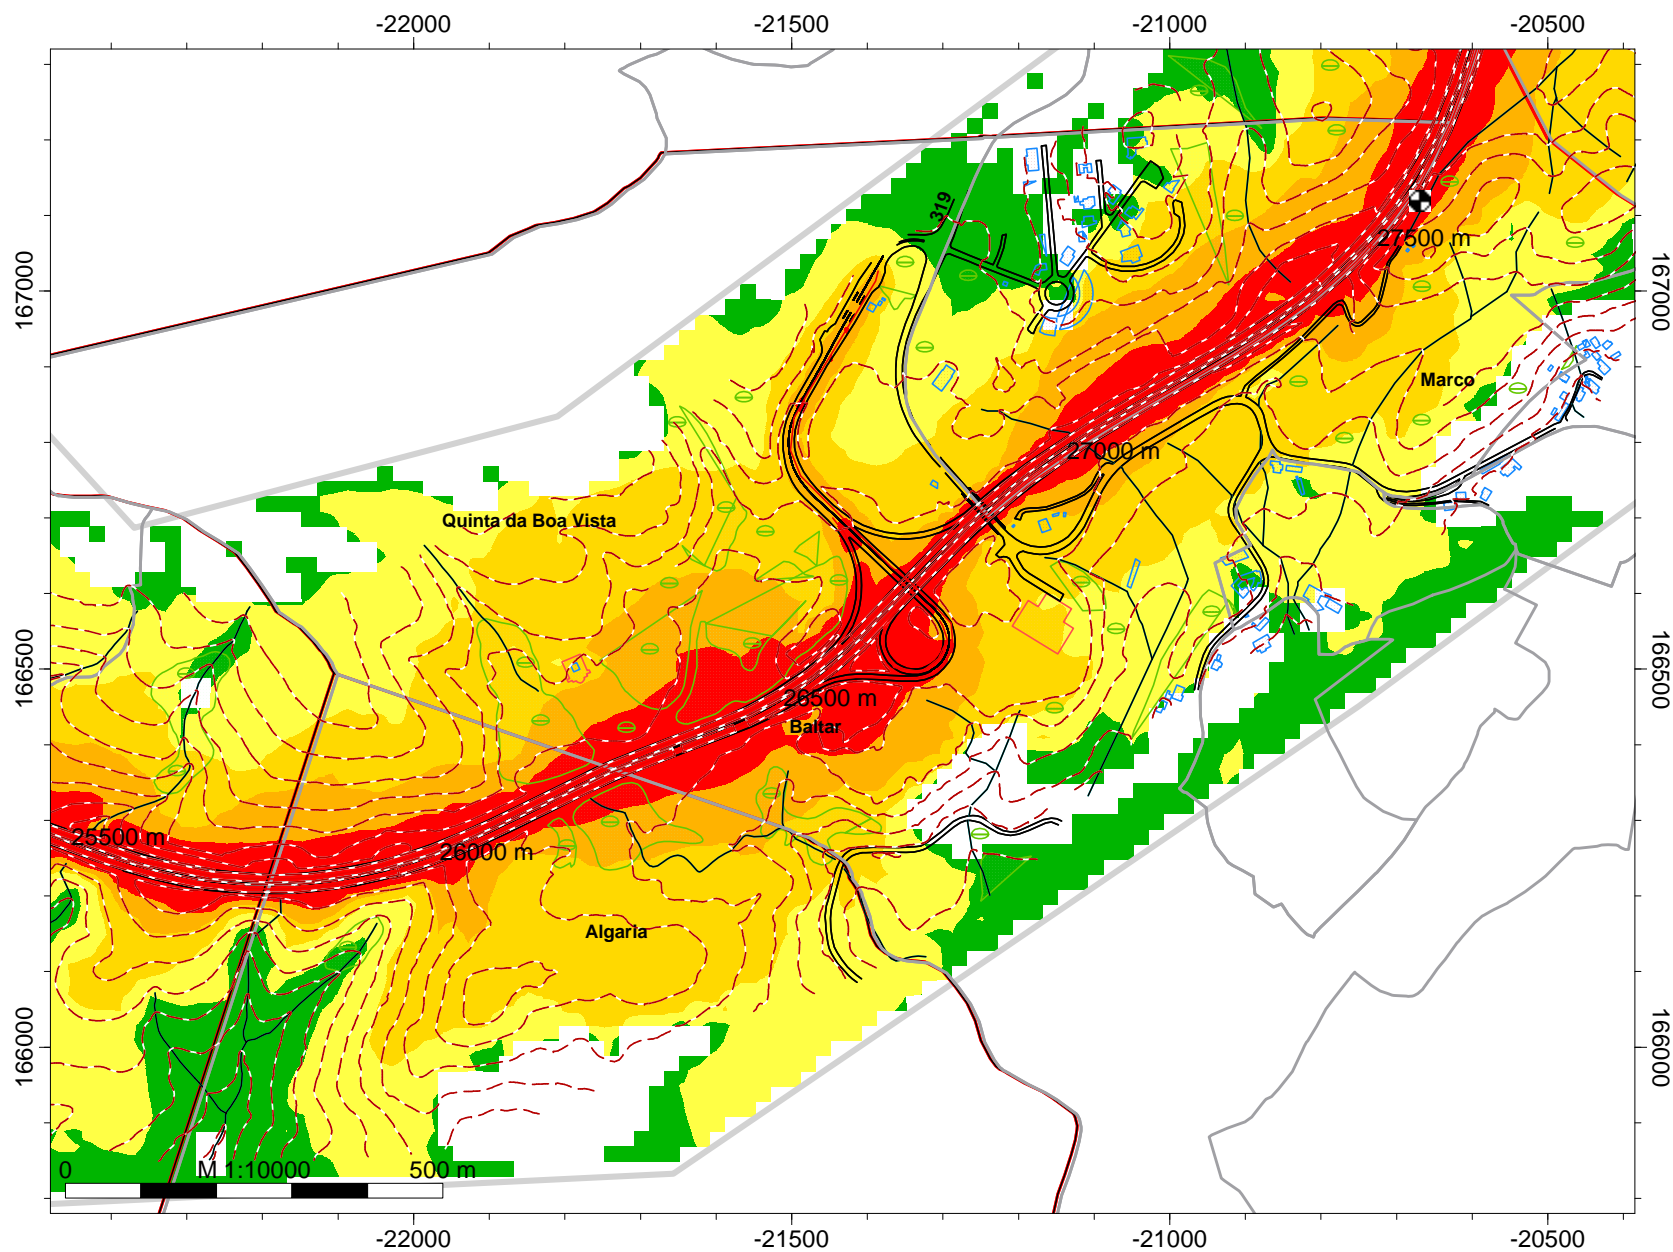 -22000 -21500 -21000 -20500
319
27500 m
167000 167000
Marco
27000 m
Quinta da Boa Vista
166500 166500
26500 m
Baltar
25500 m
26000 m
Algaria
166000 166000
0 M 1:10000 500 m
-22000 -21500 -21000 -20500